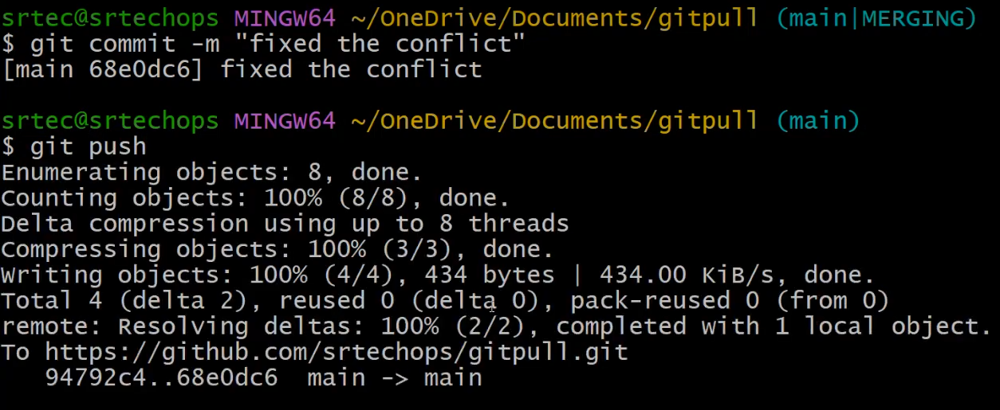 srtec@srtechops MINGW64 ~/OneDrive/Documents/gitpull (main|MERGING)
$ git commit -m "fixed the conflict"
[main 68e0dc6] fixed the conflict
srtec@srtechops MINGW64 ~/OneDrive/Documents/gitpull (main)
$ git push
Enumerating objects: 8, done.
Counting objects: 100% (8/8), done.
Delta compression using up to 8 threads
Compressing objects: 100% (3/3), done.
Writing objects: 100% (4/4), 434 bytes | 434.00 KiB/s, done.
Total 4 (delta 2), reused 0 (delta 0), pack-reused 0 (from 0)
remote: Resolving deltas: 100% (2/2), completed with 1 local object.
To https://github.com/srtechops/gitpull.git
   94792c4..68e0dc6  main -> main